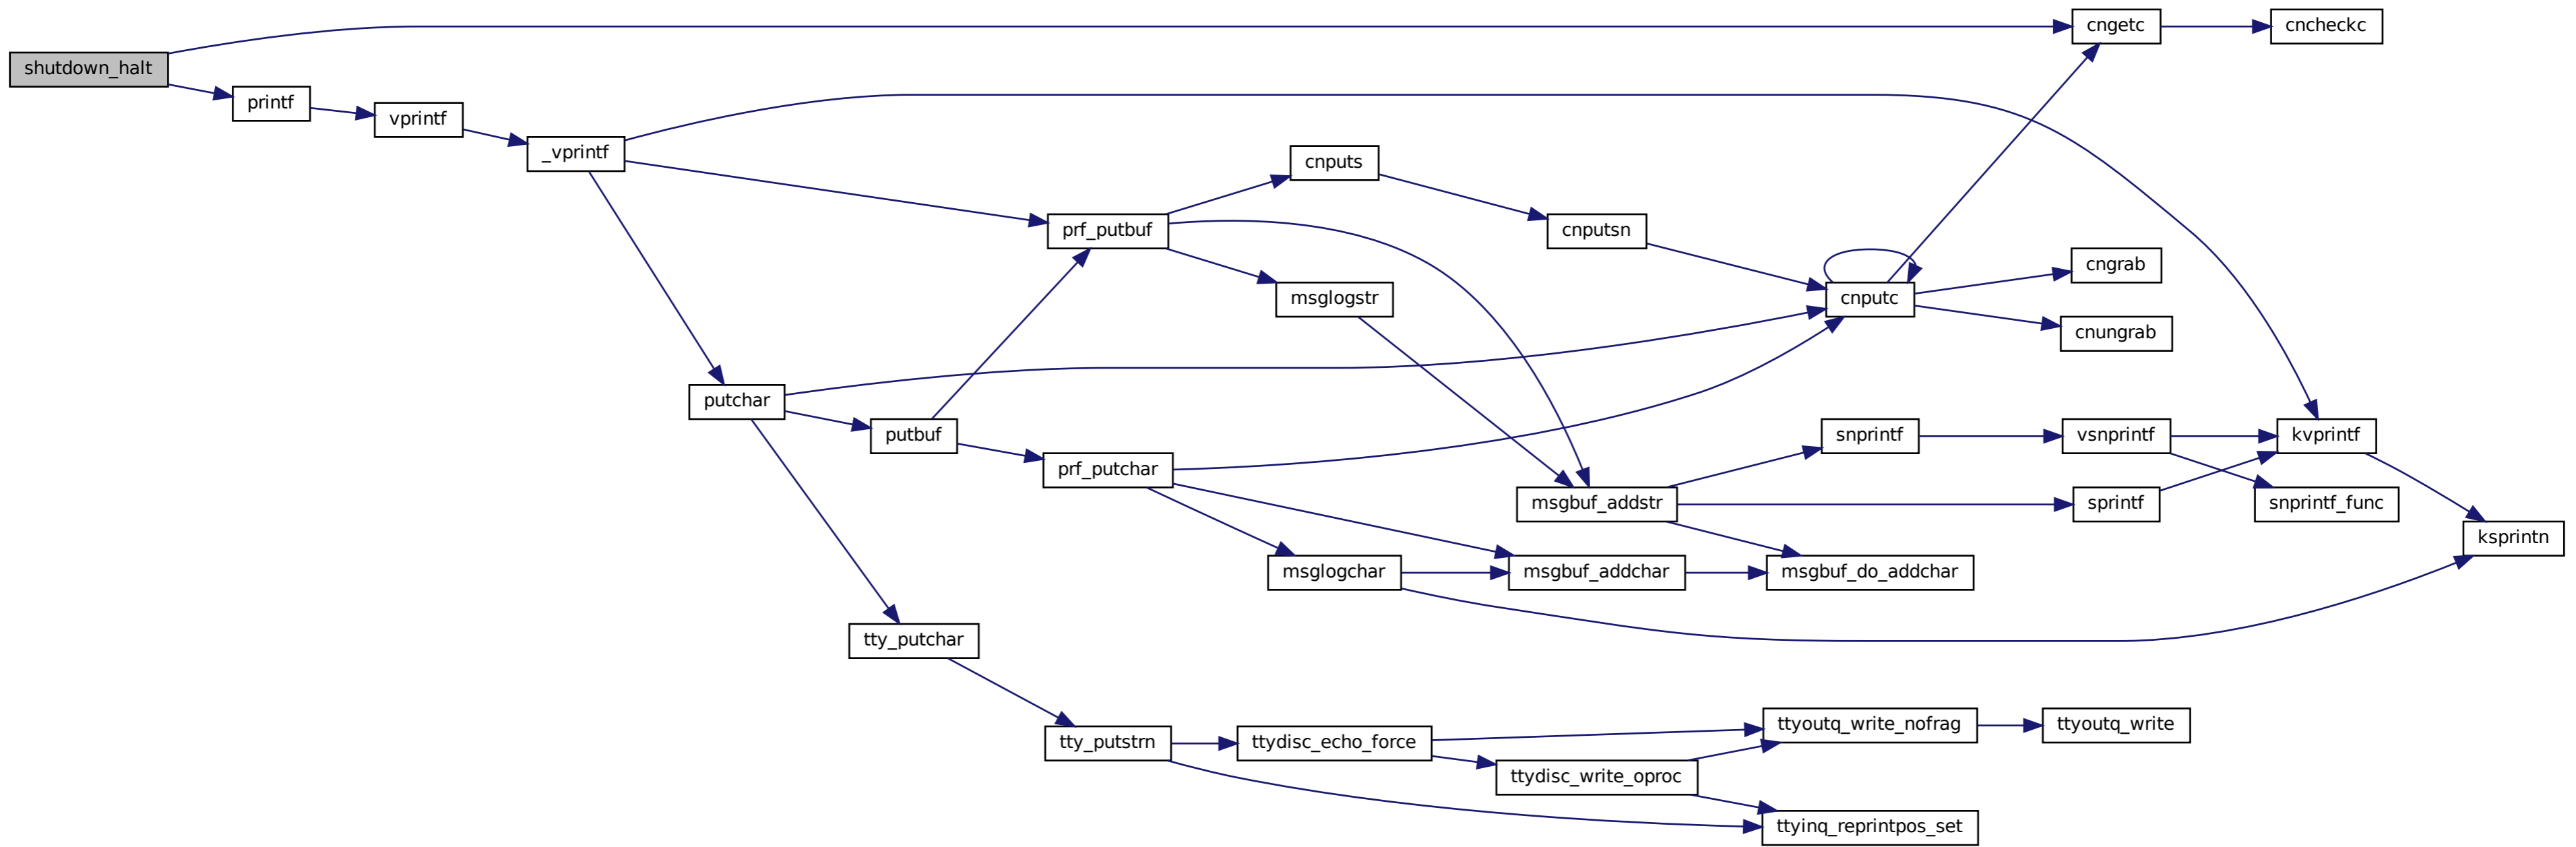 cngetc
cncheckc
shutdown_halt
printf
vprintf
_vprintf
cnputs
prf_putbuf
cnputsn
cngrab
msglogstr
cnputc
cnungrab
putchar
putbuf
snprintf
vsnprintf
kvprintf
prf_putchar
msgbuf_addstr
sprintf
snprintf_func
ksprintn
msglogchar
msgbuf_addchar
msgbuf_do_addchar
tty_putchar
ttyoutq_write_nofrag
ttyoutq_write
tty_putstrn
ttydisc_echo_force
ttydisc_write_oproc
ttyinq_reprintpos_set